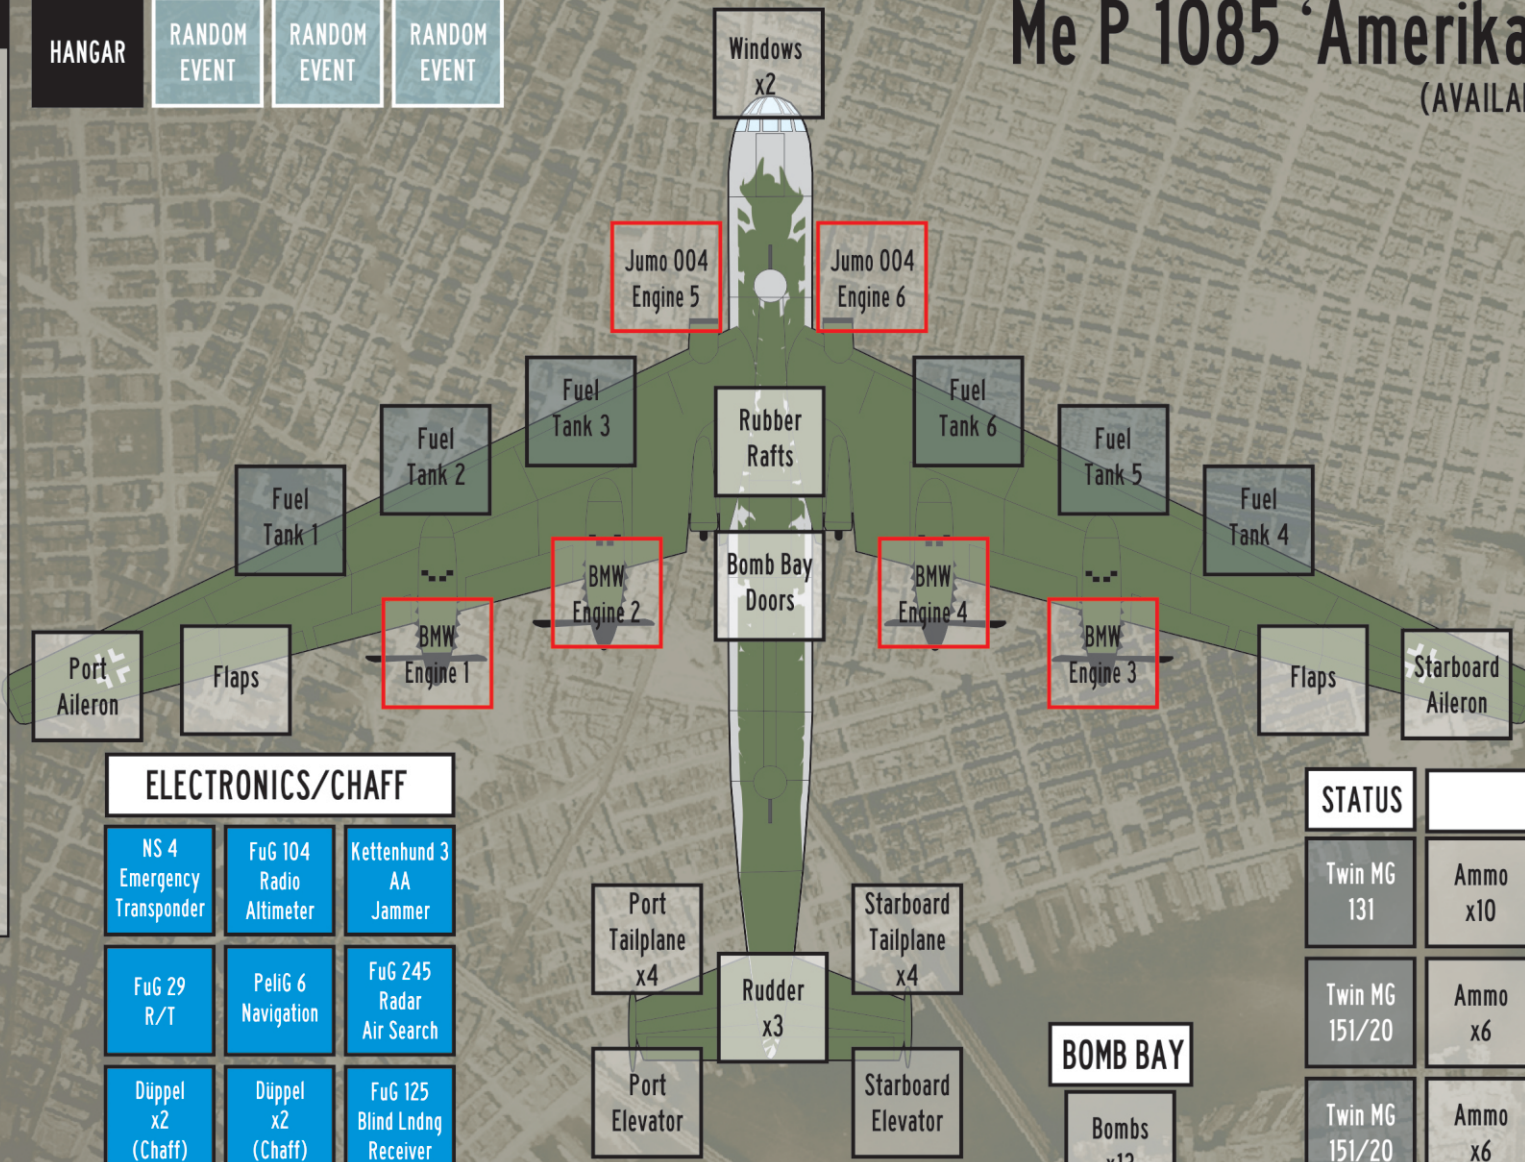 HANGAR
RANDOM
EVENT
RANDOM
EVENT
RANDOM
EVENT
Windows
x2
Me P 1085 ‘Amerika
(AVAILA
Jumo 004
Engine 5
Jumo 004
Engine 6
Fuel
Tank 3
Fuel
Tank 6
Rubber
Rafts
Fuel
Tank 2
Fuel
Tank 5
Fuel
Tank 1
Fuel
Tank 4
Bomb Bay
Doors
BMW
Engine 2
BMW
Engine 4
BMW
Engine 1
BMW
Engine 3
Port
Aileron
Flaps
Flaps
Starboard
Aileron
ELECTRONICS/CHAFF
NS 4
Emergency
Transponder
FuG 104
Radio
Altimeter
Kettenhund 3
AA
Jammer
FuG 29
R/T
PeliG 6
Navigation
FuG 245
Radar
Air Search
Düppel
x2
(Chaff)
Düppel
x2
(Chaff)
FuG 125
Blind Lndng
Receiver
Port
Tailplane
x4
Starboard
Tailplane
x4
Rudder
x3
Port
Elevator
Starboard
Elevator
BOMB BAY
Bombs
x12
STATUS
Twin MG
131
Ammo
x10
Twin MG
151/20
Ammo
x6
Twin MG
151/20
Ammo
x6